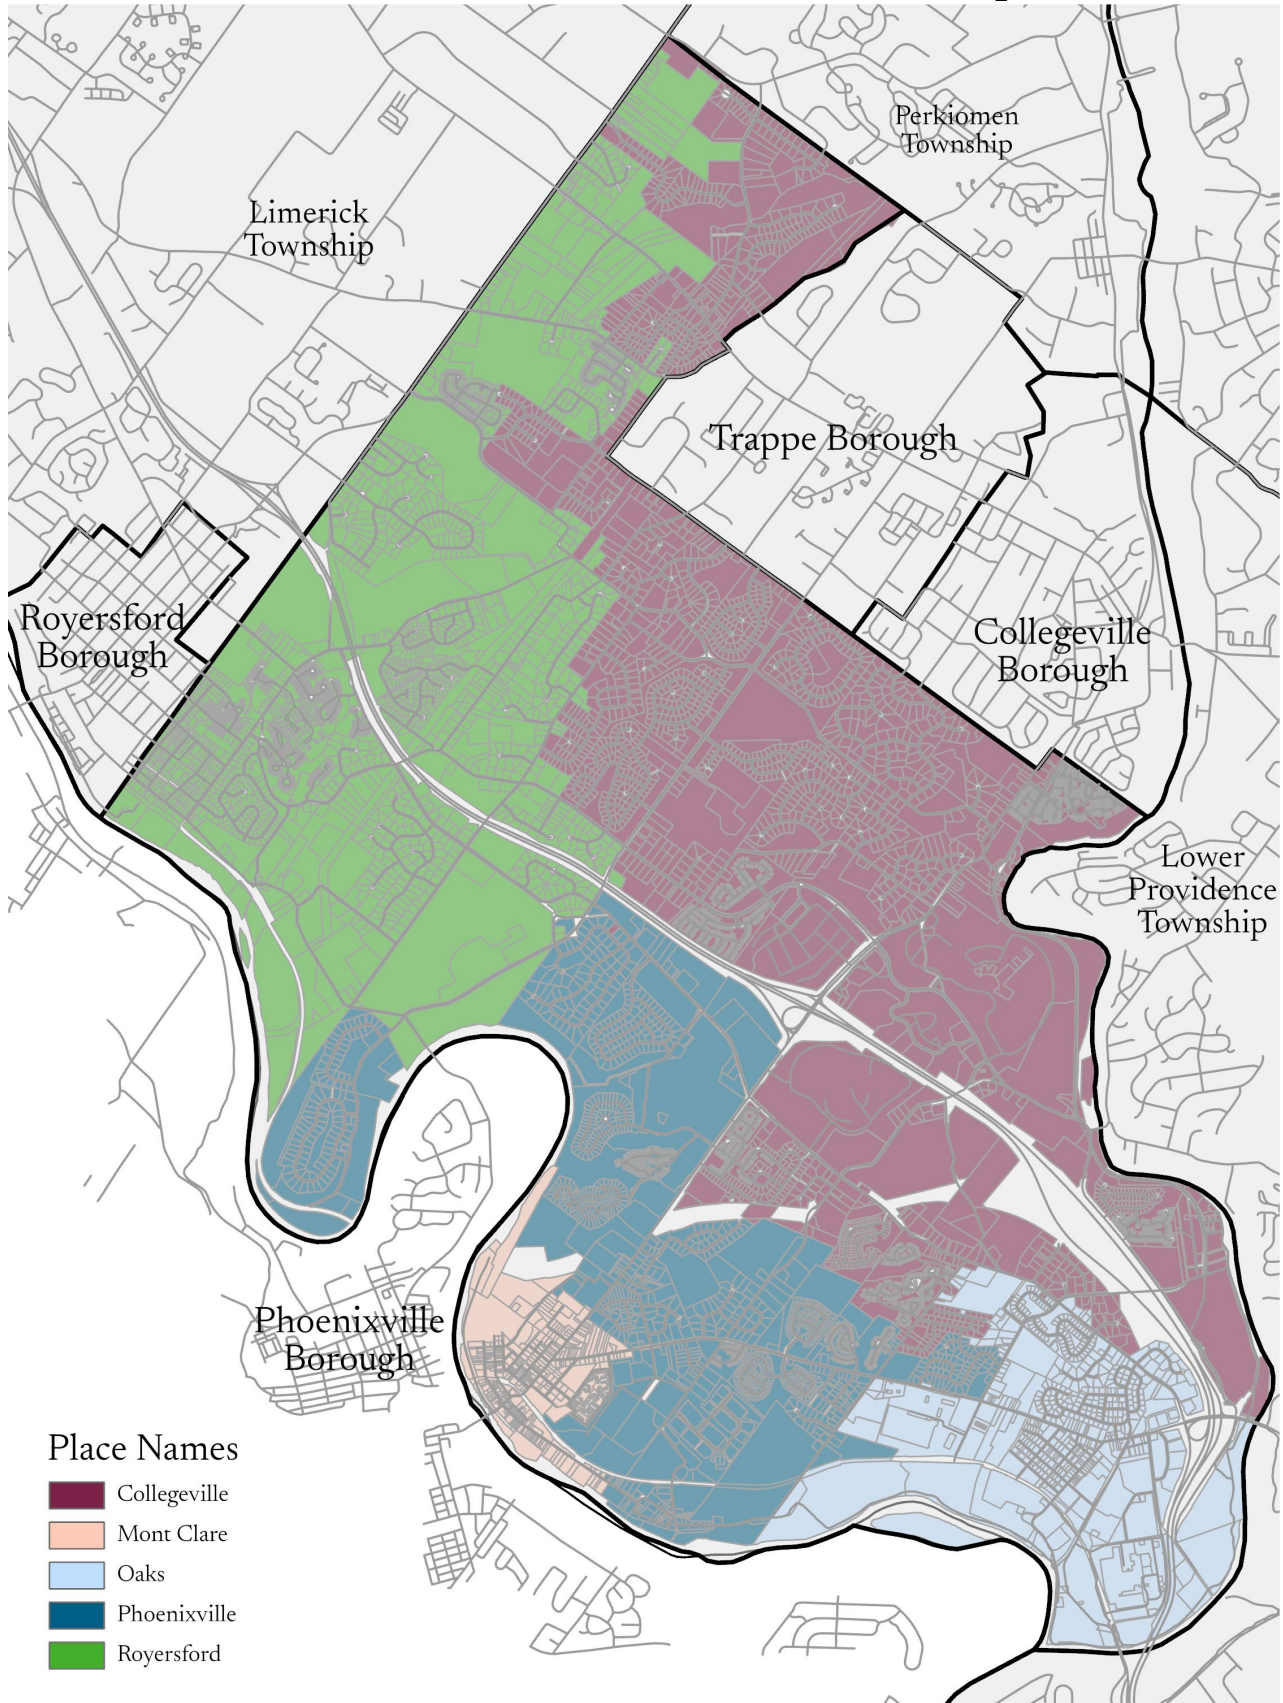 Perkiomen
Township
Limerick
Township
Trappe Borough
Royersford
Borough
Collegeville
Borough
Lower
Providence
Township
Phoenixville
Borough
Place Names
Collegeville
Mont Clare
Oaks
Phoenixville
Royersford